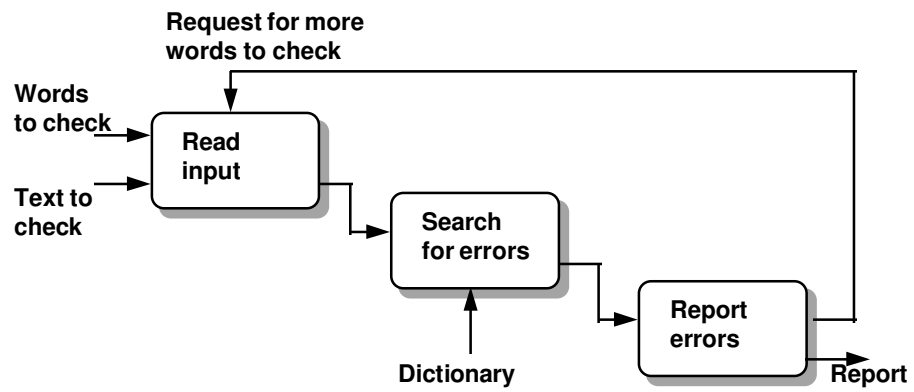 Request for more
words to check
Words
to check
Read
input
Text to
check
Search
for errors
Report
errors
Dictionary
Report